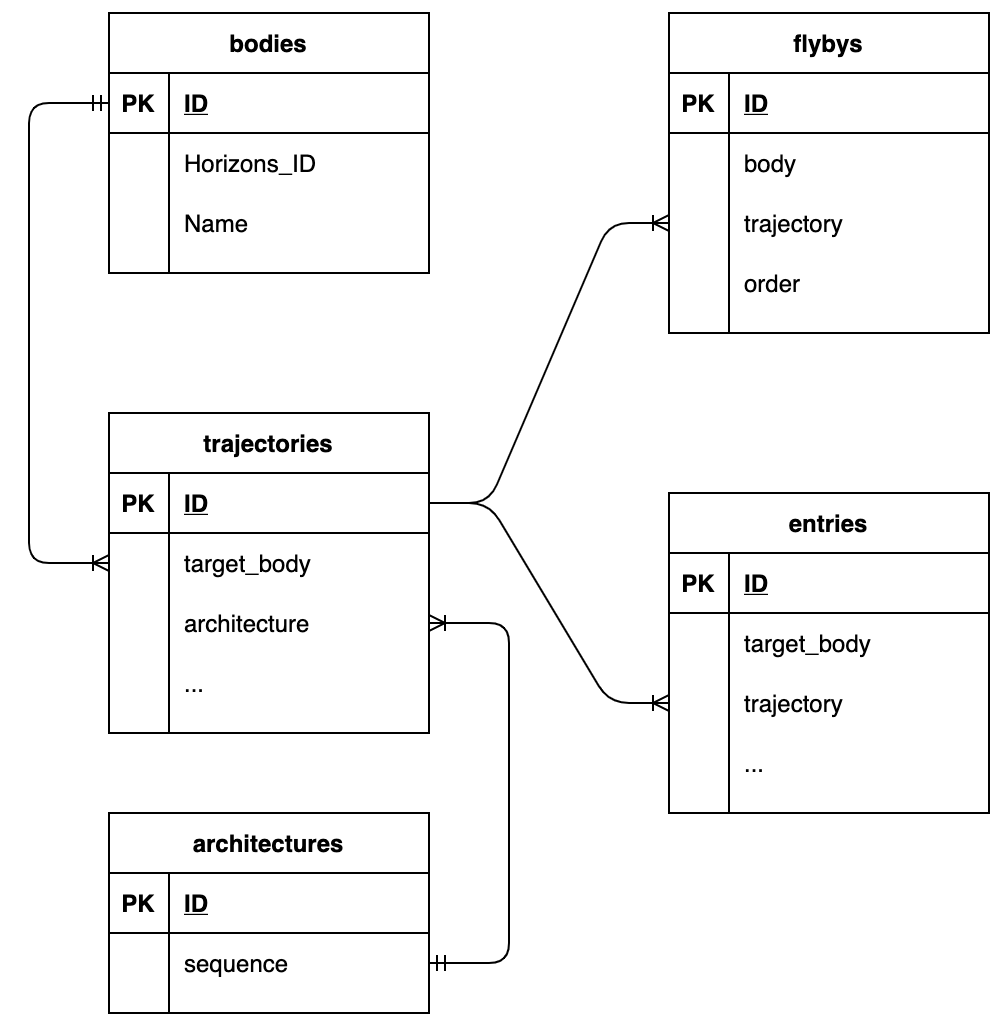 bodies
PK ID
Horizons_ID
Name
flybys
PK ID
body
trajectory
order
trajectories
PK ID
target_body
architecture
...
entries
PK ID
target_body
trajectory
...
architectures
PK ID
sequence